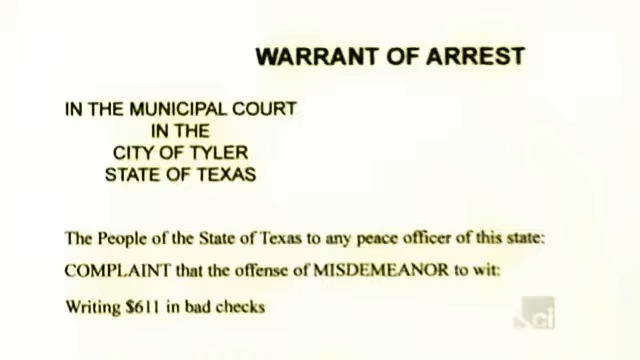 WARRANT OF ARREST
IN THE MUNICIPAL COURT
IN THE
CITY OF TYLER
STATE OF TEXAS
The People of the State of Texas to any peace officer of this state:
COMPLAINT that the offense of MISDEMEANOR to wit:
Writing $611 in bad checks
sci